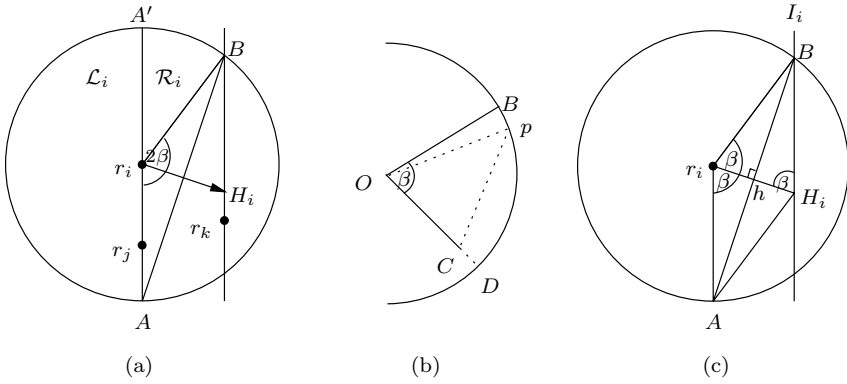 A′
B
𝓛ᵢ
𝓡ᵢ
rᵢ
2β
Hᵢ
rₖ
rⱼ
A
(a)
B
p
O
β
C
D
(b)
Iᵢ
B
rᵢ
β
β
h
β
Hᵢ
A
(c)